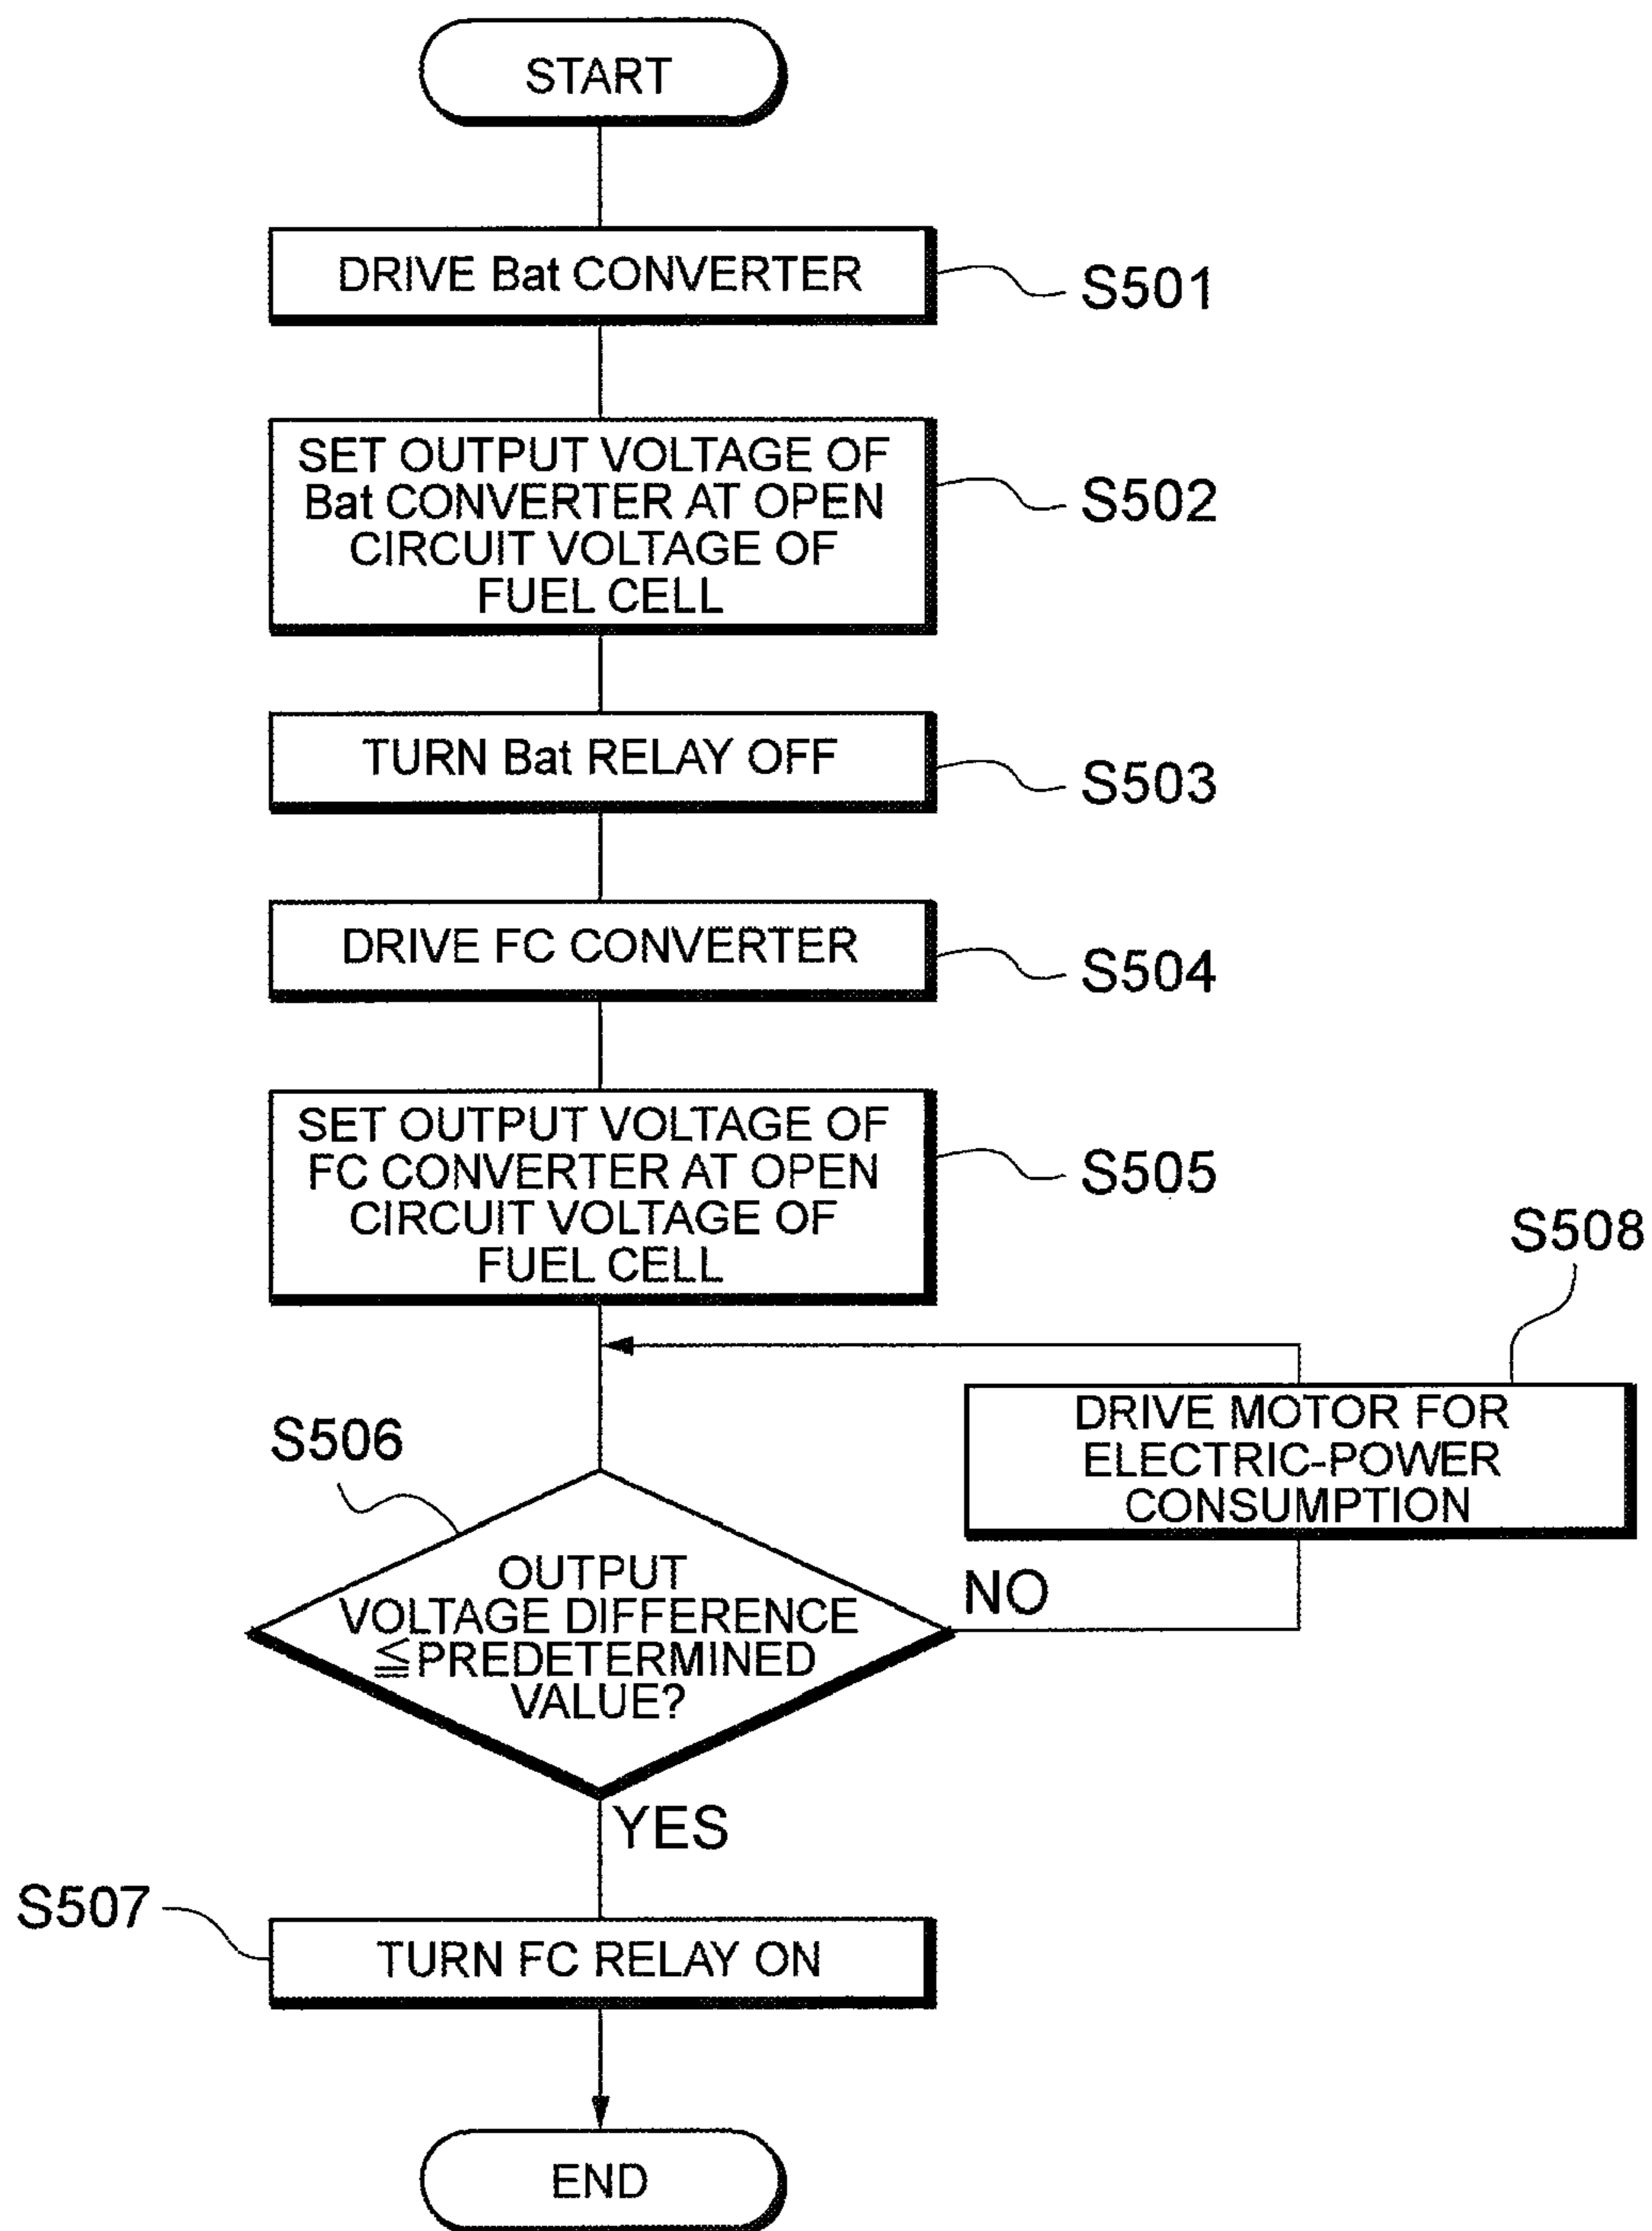 START
DRIVE Bat CONVERTER
S501
SET OUTPUT VOLTAGE OF
Bat CONVERTER AT OPEN
CIRCUIT VOLTAGE OF
FUEL CELL
S502
TURN Bat RELAY OFF
S503
DRIVE FC CONVERTER
S504
SET OUTPUT VOLTAGE OF
FC CONVERTER AT OPEN
CIRCUIT VOLTAGE OF
FUEL CELL
S505
S508
DRIVE MOTOR FOR
ELECTRIC-POWER
CONSUMPTION
S506
OUTPUT
VOLTAGE DIFFERENCE
≦PREDETERMINED
VALUE?
NO
YES
S507
TURN FC RELAY ON
END